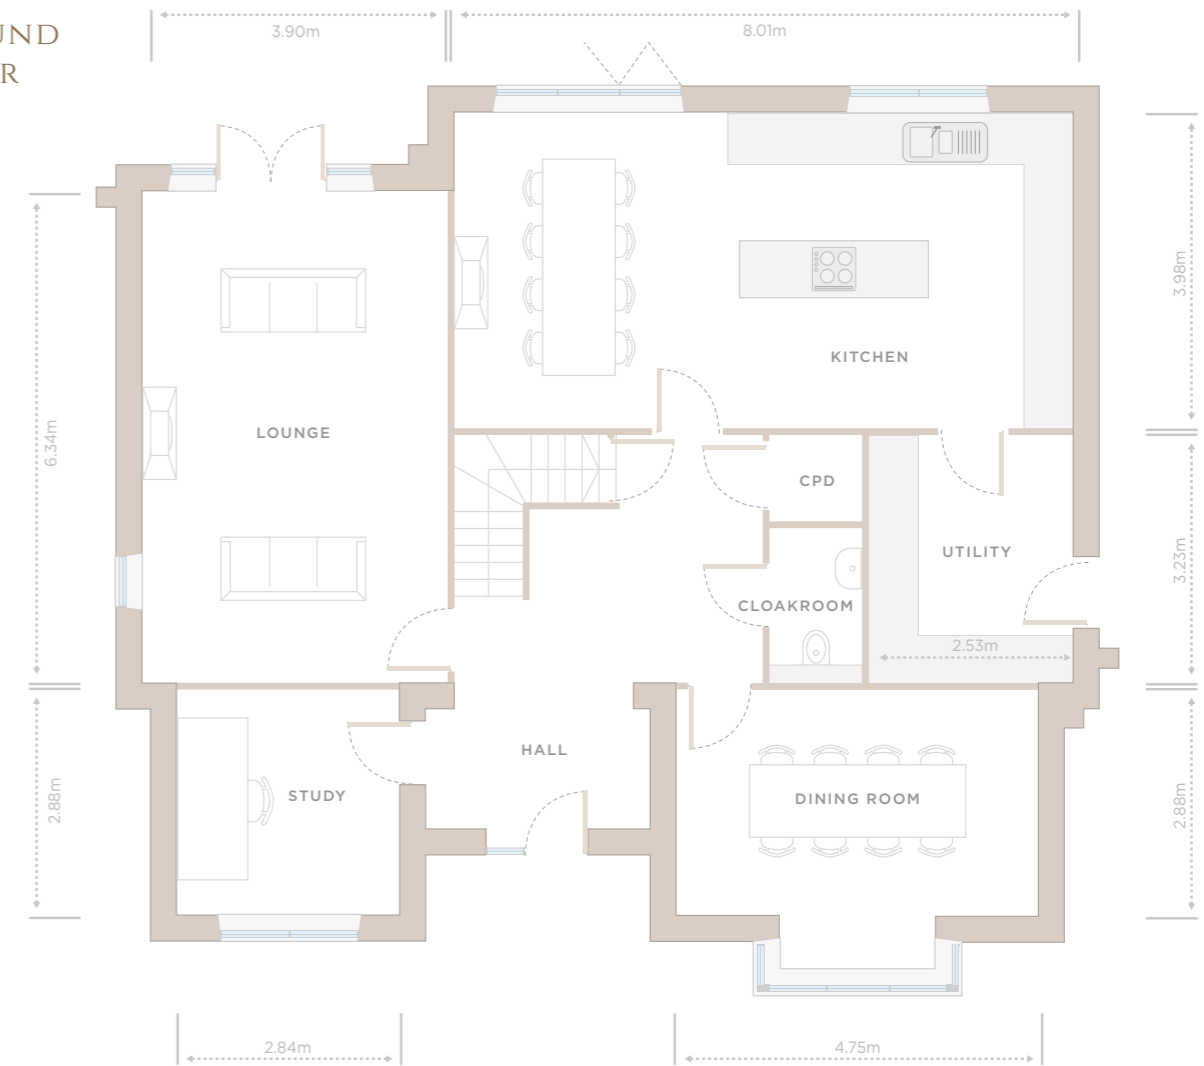 UND
R
3.90m
8.01m
3.98m
KITCHEN
6.34m
LOUNGE
CPD
UTILITY
3.23m
CLOAKROOM
2.53m
HALL
STUDY
DINING ROOM
2.88m
2.88m
2.84m
4.75m